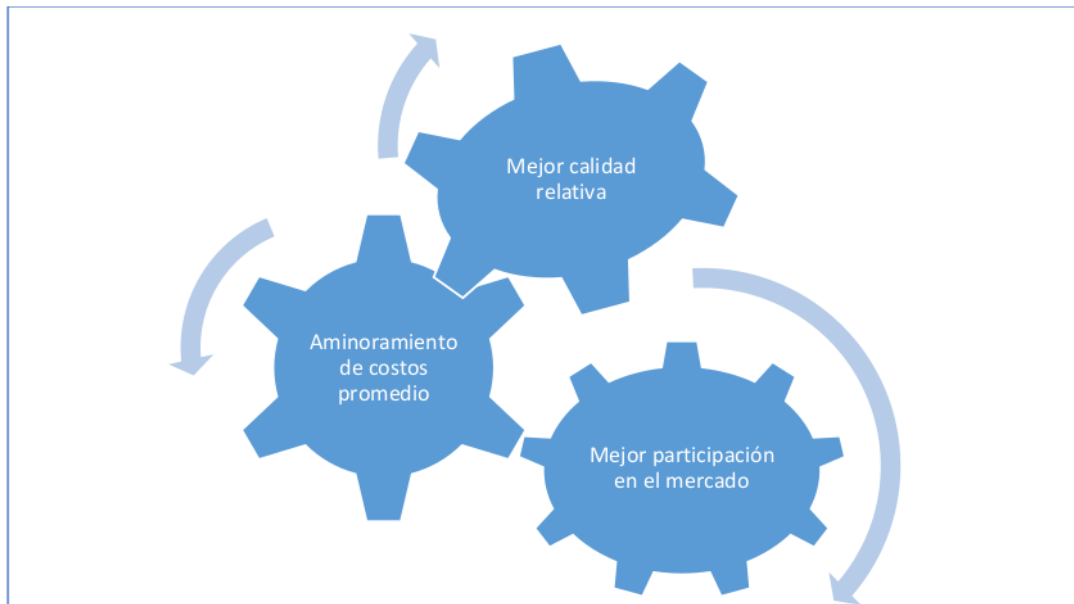 Mejor calidad
relativa
Aminoramiento
de costos
promedio
Mejor participación
en el mercado